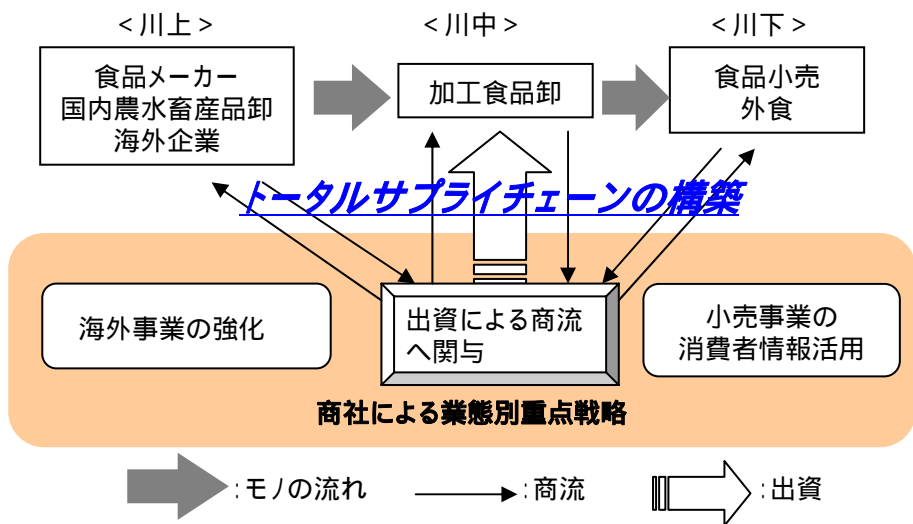 <川上>
<川中>
<川下>
食品メーカー
国内農水畜産品卸
海外企業
加工食品卸
食品小売
外食
トータルサプライチェーンの構築
海外事業の強化
出資による商流
へ関与
小売事業の
消費者情報活用
商社による業態別重点戦略
:モノの流れ
:商流
:出資